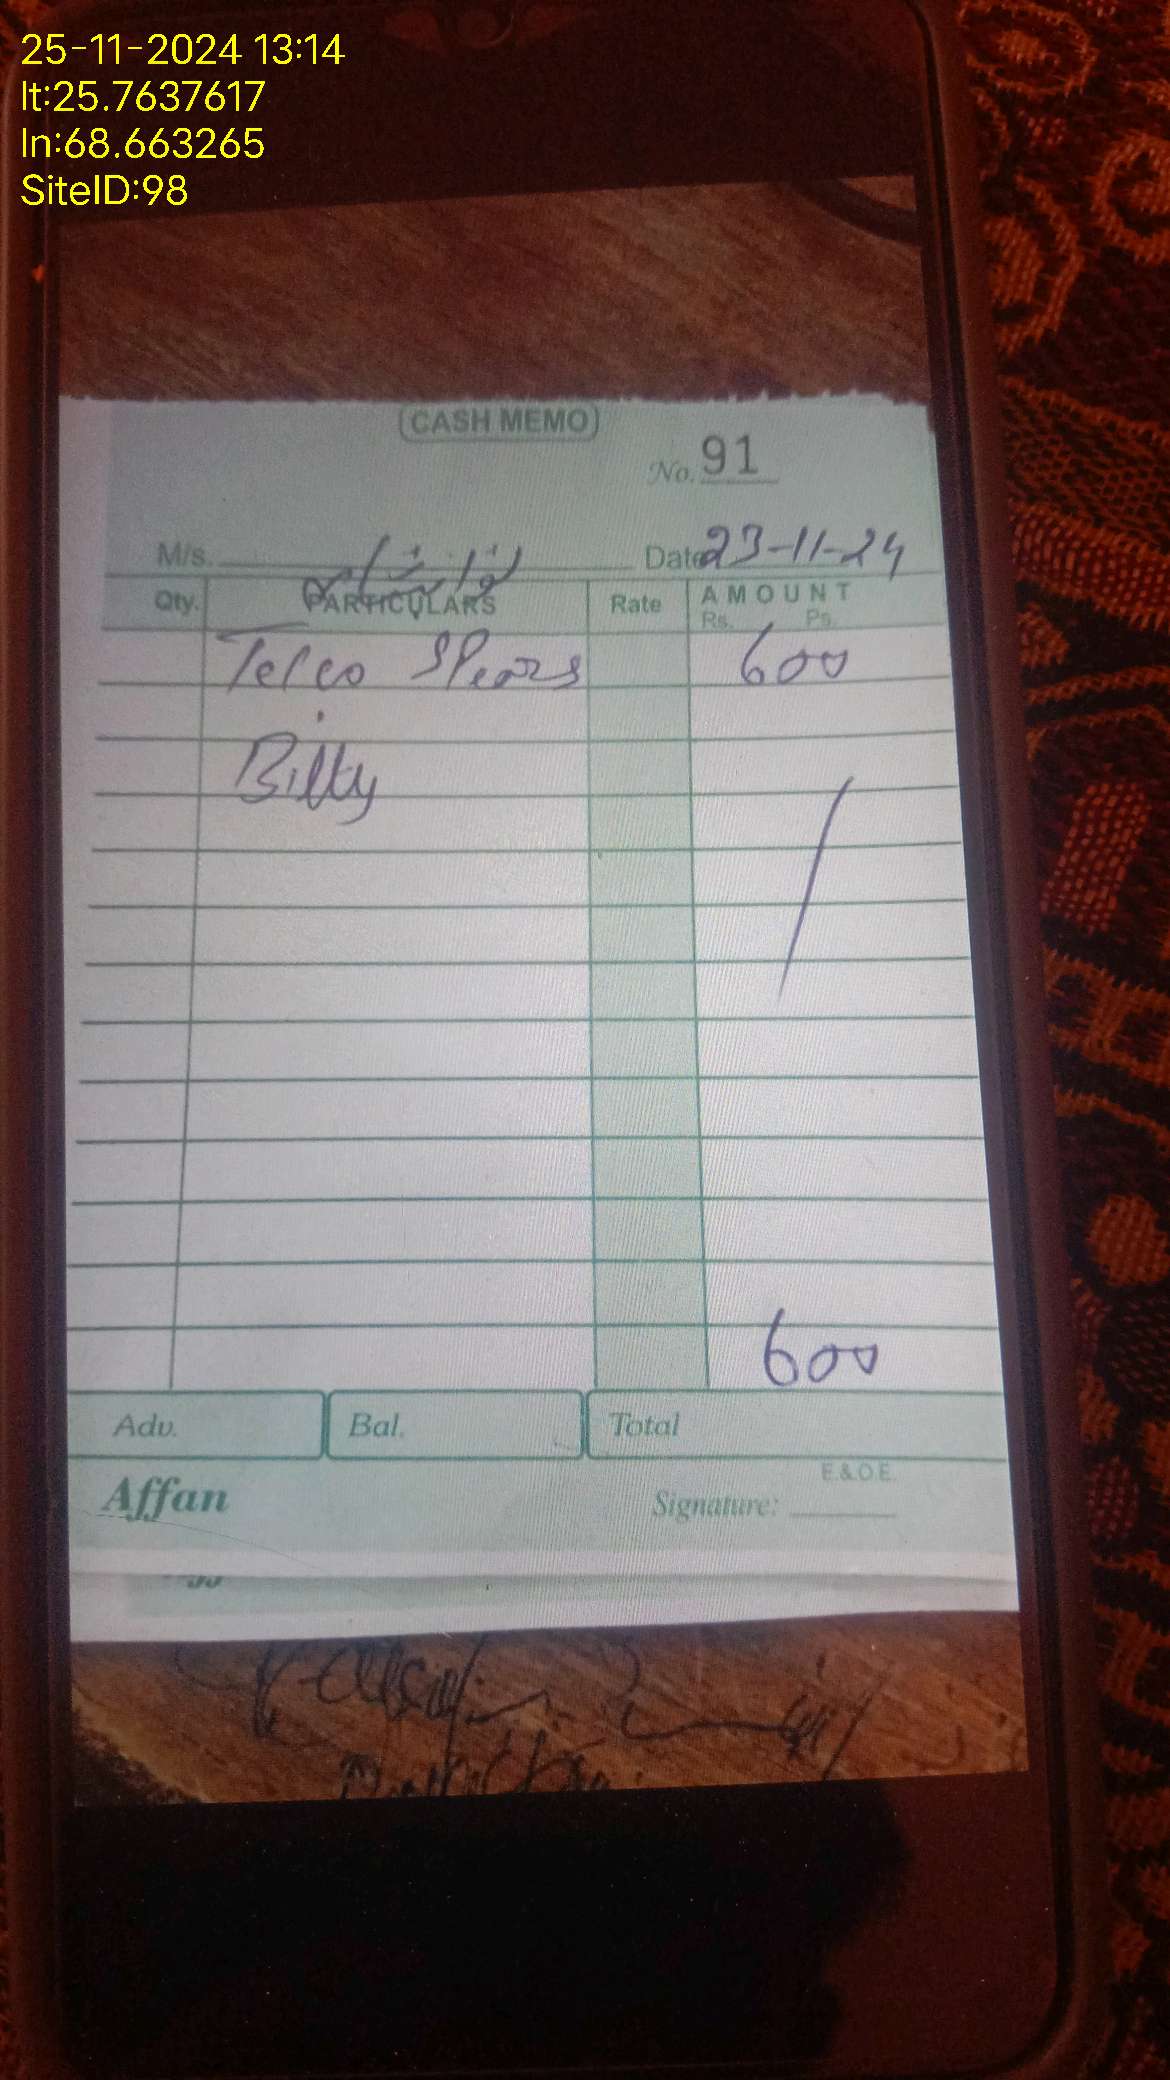 25-11-2024 13:14
lt:25.7637617
ln:68.663265
SiteID:98
CASH MEMO
No. 91
M/s.
Date 23-11-24
Qty. PARTICULARS Rate AMOUNT
Rs. Ps.
Telco SPears 600
Bilty
600
Adv. Bal. Total
E.&.O.E.
Affan Signature: